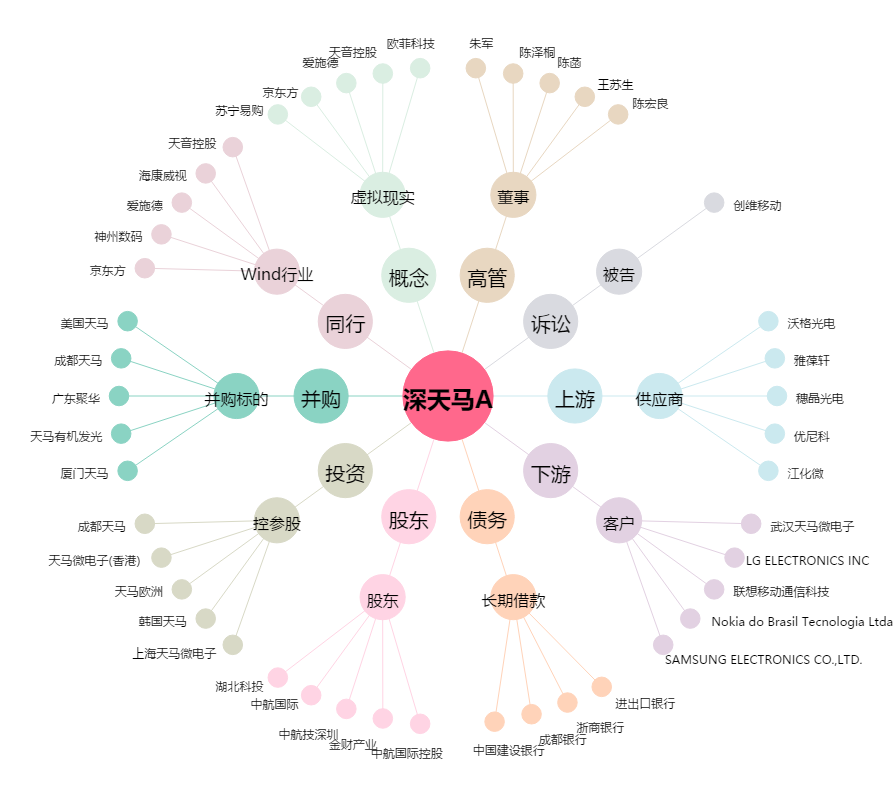 欧菲科技
天音控股
爱施德
京东方
苏宁易购
虚拟现实
概念
朱军
陈泽桐
陈菡
王苏生
陈宏良
董事
高管
创维移动
被告
诉讼
天音控股
海康威视
爱施德
神州数码
京东方
Wind行业
同行
美国天马
成都天马
广东聚华
天马有机发光
厦门天马
并购标的
并购
深天马A
上游
供应商
沃格光电
雅葆轩
穗晶光电
优尼科
江化微
投资
控参股
成都天马
天马微电子(香港)
天马欧洲
韩国天马
上海天马微电子
下游
客户
武汉天马微电子
LG ELECTRONICS INC
联想移动通信科技
Nokia do Brasil Tecnologia Ltda
SAMSUNG ELECTRONICS CO.,LTD.
股东
股东
湖北科投
中航国际
中航技深圳
金财产业
中航国际控股
债务
长期借款
进出口银行
浙商银行
成都银行
中国建设银行